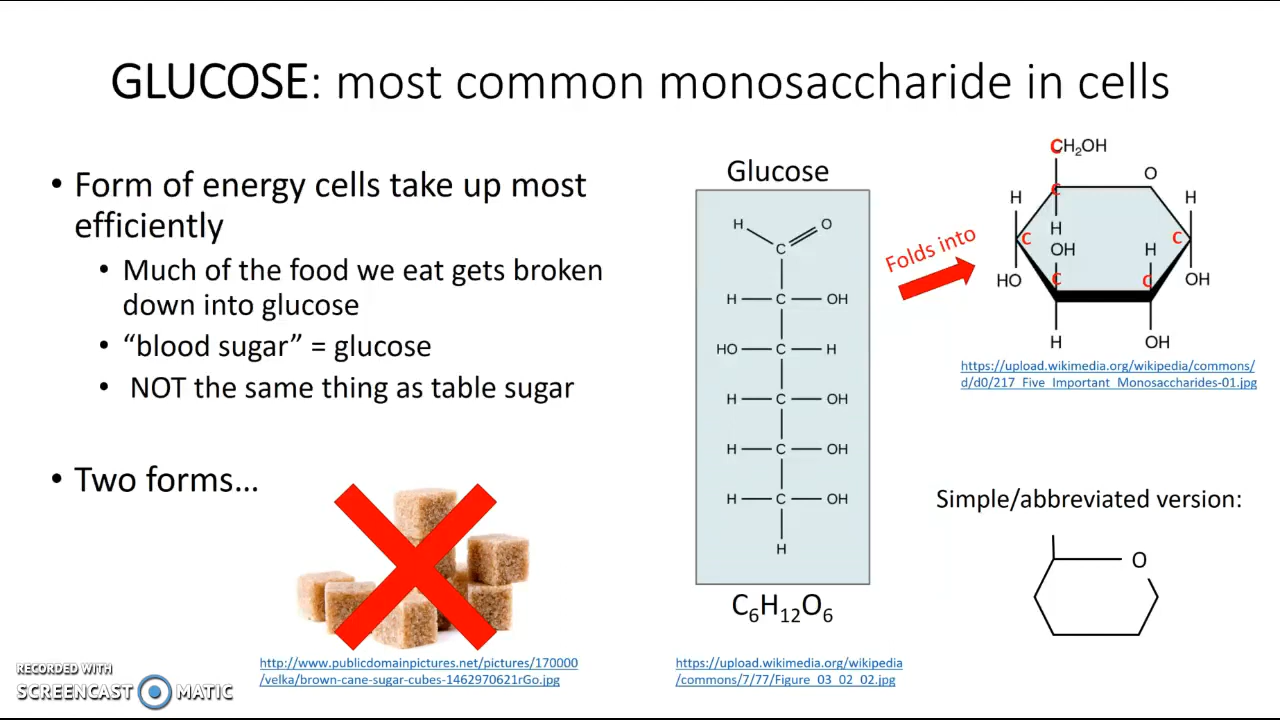 GLUCOSE: most common monosaccharide in cells
• Form of energy cells take up most
efficiently
• Much of the food we eat gets broken
down into glucose
• “blood sugar” = glucose
• NOT the same thing as table sugar
• Two forms…
http://www.publicdomainpictures.net/pictures/170000
/velka/brown-cane-sugar-cubes-1462970621rGo.jpg
Glucose
H O
C
H C OH
HO C H
H C OH
H C OH
H C OH
H
C₆H₁₂O₆
https://upload.wikimedia.org/wikipedia
/commons/7/77/Figure_03_02_02.jpg
Folds into
CH₂OH
C O
H H
H
C C
OH H
HO C C OH
H OH
https://upload.wikimedia.org/wikipedia/commons/
d/d0/217_Five_Important_Monosaccharides-01.jpg
Simple/abbreviated version:
O
RECORDED WITH
SCREENCAST MATIC